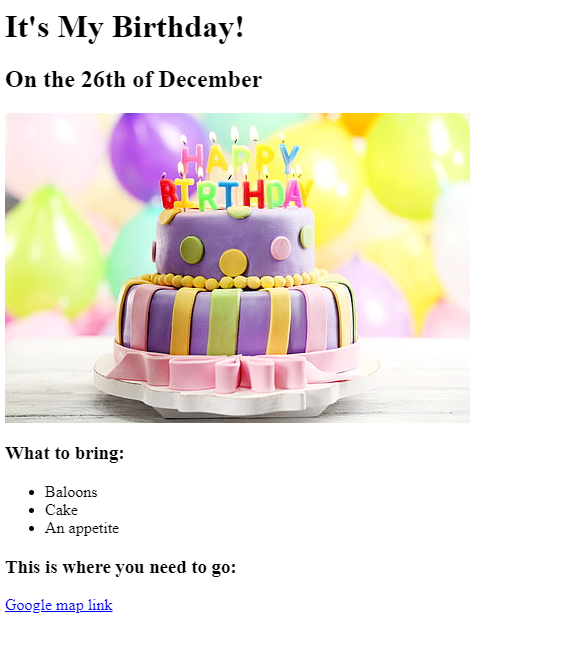 It's My Birthday!
On the 26th of December
HAPPY
BIRTHDAY
What to bring:
Baloons
Cake
An appetite
This is where you need to go:
Google map link